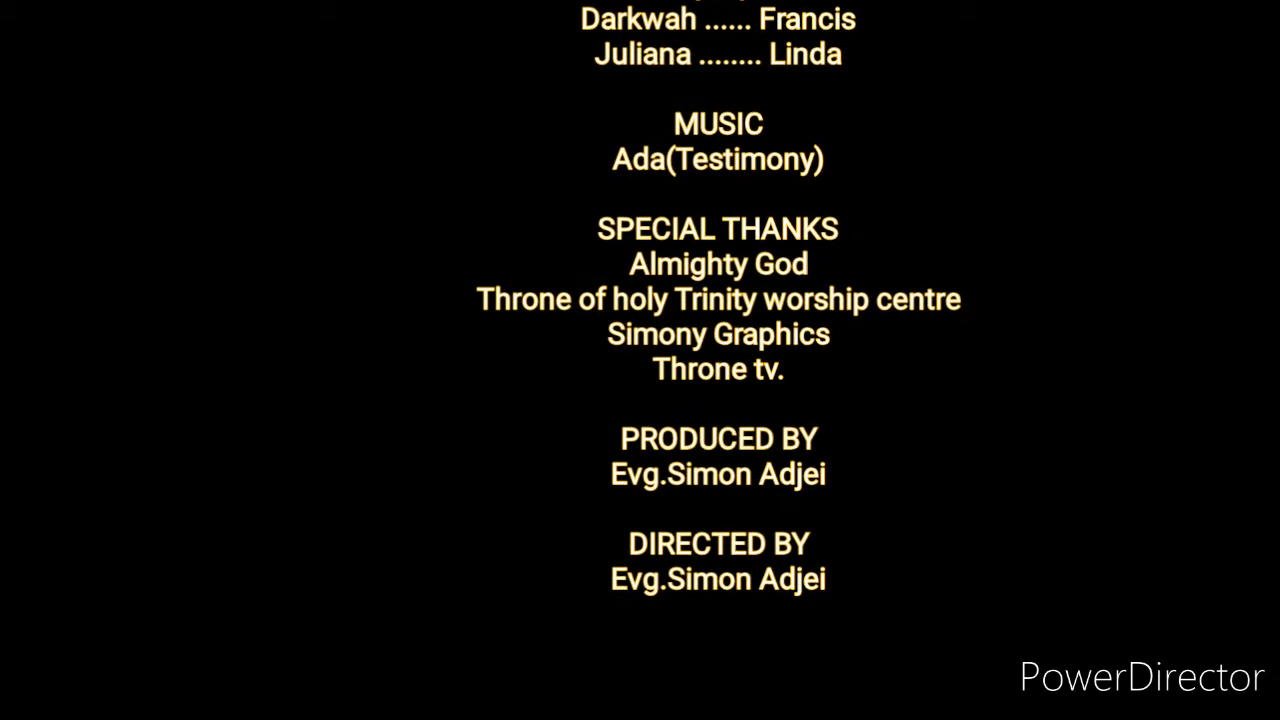 Darkwah ...... Francis
Juliana ........ Linda
MUSIC
Ada(Testimony)
SPECIAL THANKS
Almighty God
Throne of holy Trinity worship centre
Simony Graphics
Throne tv.
PRODUCED BY
Evg.Simon Adjei
DIRECTED BY
Evg.Simon Adjei
PowerDirector